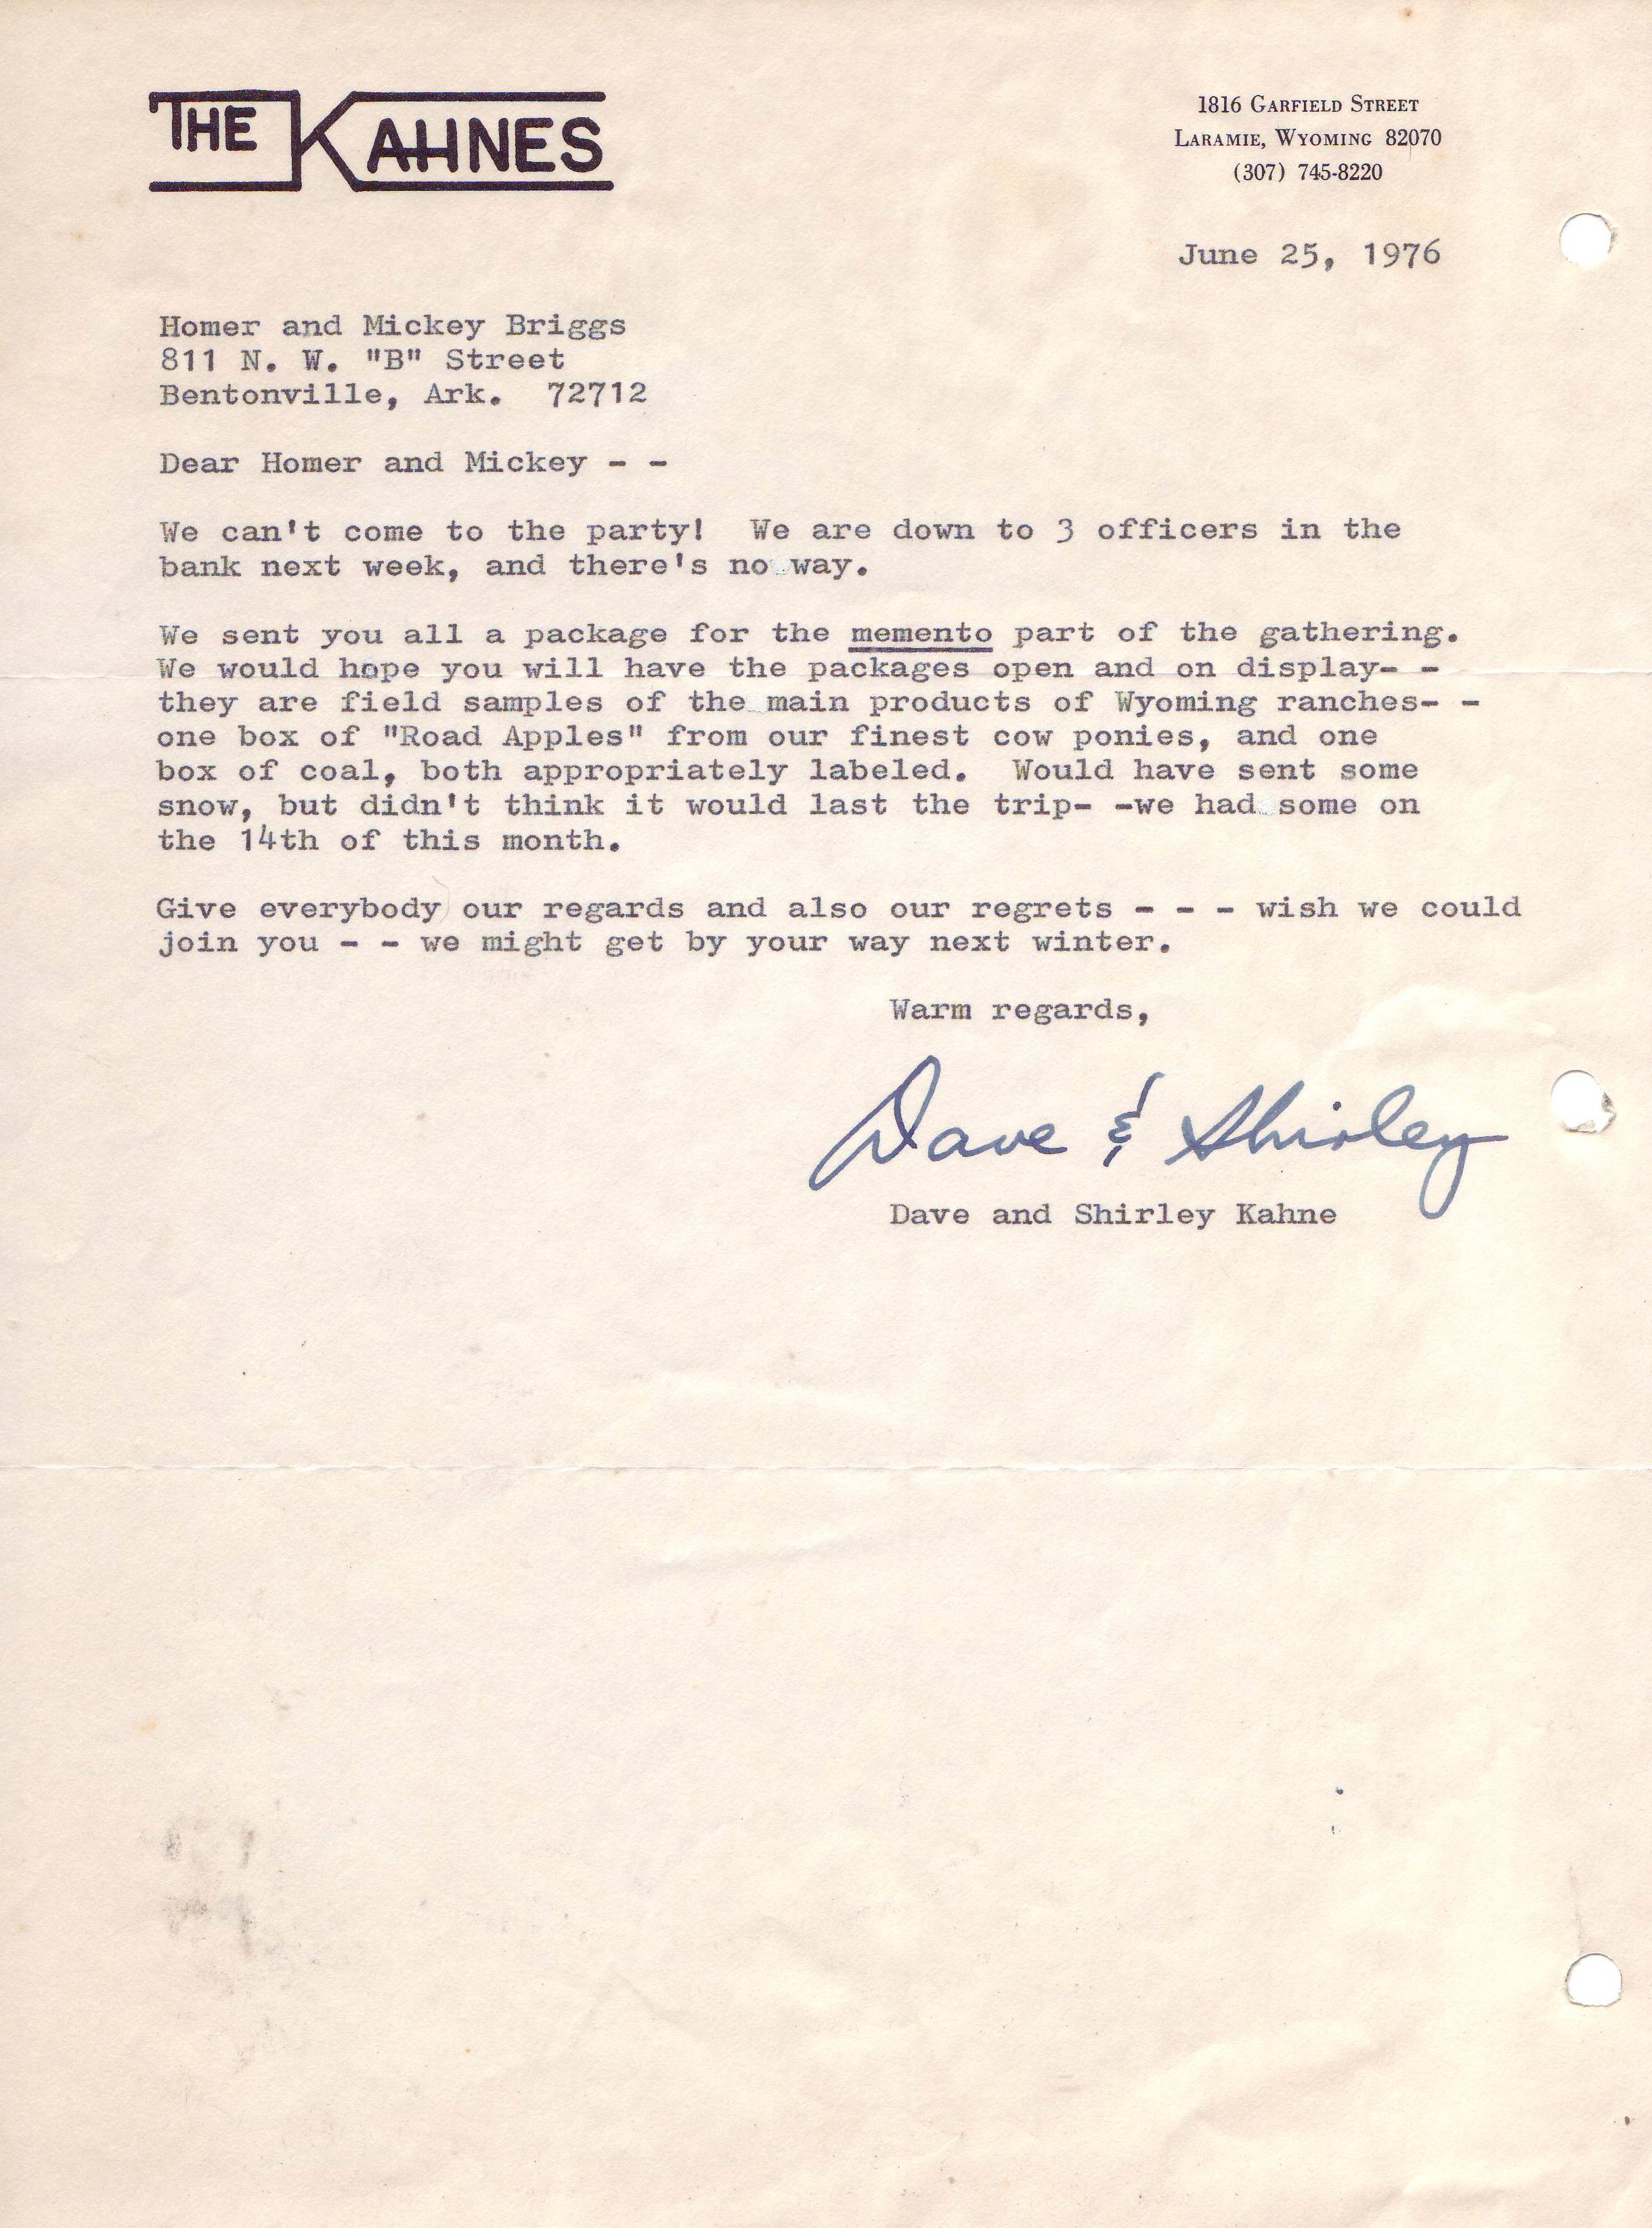 THE KAHNES
1816 GARFIELD STREET
LARAMIE, WYOMING 82070
(307) 745-8220
June 25, 1976
Homer and Mickey Briggs
811 N. W. "B" Street
Bentonville, Ark.  72712
Dear Homer and Mickey - -
We can't come to the party!  We are down to 3 officers in the
bank next week, and there's no way.
We sent you all a package for the memento part of the gathering.
We would hope you will have the packages open and on display- -
they are field samples of the main products of Wyoming ranches- -
one box of "Road Apples" from our finest cow ponies, and one
box of coal, both appropriately labeled.  Would have sent some
snow, but didn't think it would last the trip- -we had some on
the 14th of this month.
Give everybody our regards and also our regrets - - - wish we could
join you - - we might get by your way next winter.
Warm regards,
Dave & Shirley
Dave and Shirley Kahne